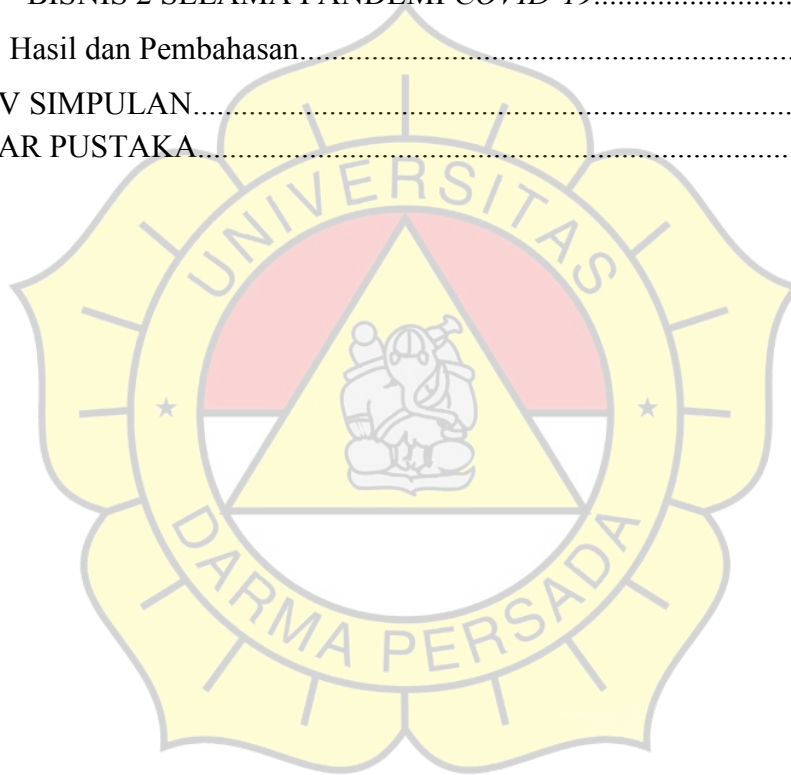 BISNIS 2 SELAMA PANDEMI COVID-19.............................
Hasil dan Pembahasan.......................................................................
V SIMPULAN.......................................................................................
AR PUSTAKA......................................................................................
UNIVERSITAS
DARMA PERSADA